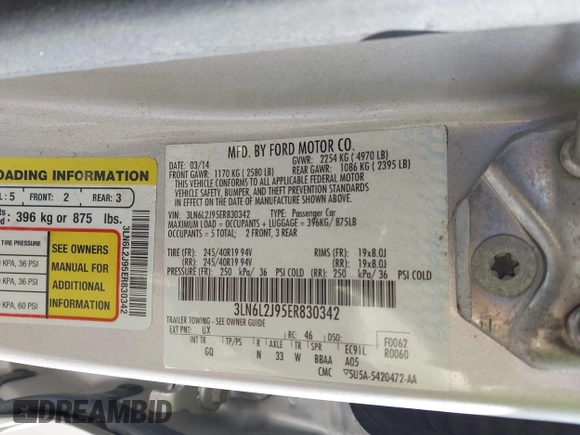 MFD. BY FORD MOTOR CO.
DATE: 03/14
GVWR: 2254 KG ( 4970 LB)
FRONT GAWR: 1170 KG ( 2580 LB)
REAR GAWR: 1086 KG ( 2395 LB)
THIS VEHICLE CONFORMS TO ALL APPLICABLE FEDERAL MOTOR
VEHICLE SAFETY, BUMPER, AND THEFT PREVENTION STANDARDS
IN EFFECT ON THE DATE OF MANUFACTURE SHOWN ABOVE.
VIN: 3LN6L2J95ER830342 TYPE: Passenger Car
MAXIMUM LOAD = OCCUPANTS + LUGGAGE = 396KG/ 875LB
OCCUPANTS = 5 TOTAL: 2 FRONT, 3 REAR
TIRE (FR): 245/40R19 94V RIMS (FR): 19x8.0J
(RR): 245/40R19 94V (RR): 19x8.0J
PRESSURE (FR): 250 kPa/ 36 PSI COLD (RR): 250 kPa/ 36 PSI COLD
3LN6L2J95ER830342
TRAILER TOWING - SEE OWNER GUIDE
EXT PNT: UX RC: 46 DSO: F0062
R0060
INT TP/PS R AXLE TR EC91L
GQ N 33 W BBAA A05
CMC 5U5A-5420472-AA
LOADING INFORMATION
: 5 FRONT: 2 REAR: 3
396 kg or 875 lbs.
TIRE PRESSURE
KPA, 36 PSI
KPA, 36 PSI
KPA, 60 PSI
SEE OWNERS
MANUAL FOR
ADDITIONAL
INFORMATION
3LN6L2J95ER830342
DREAMBID